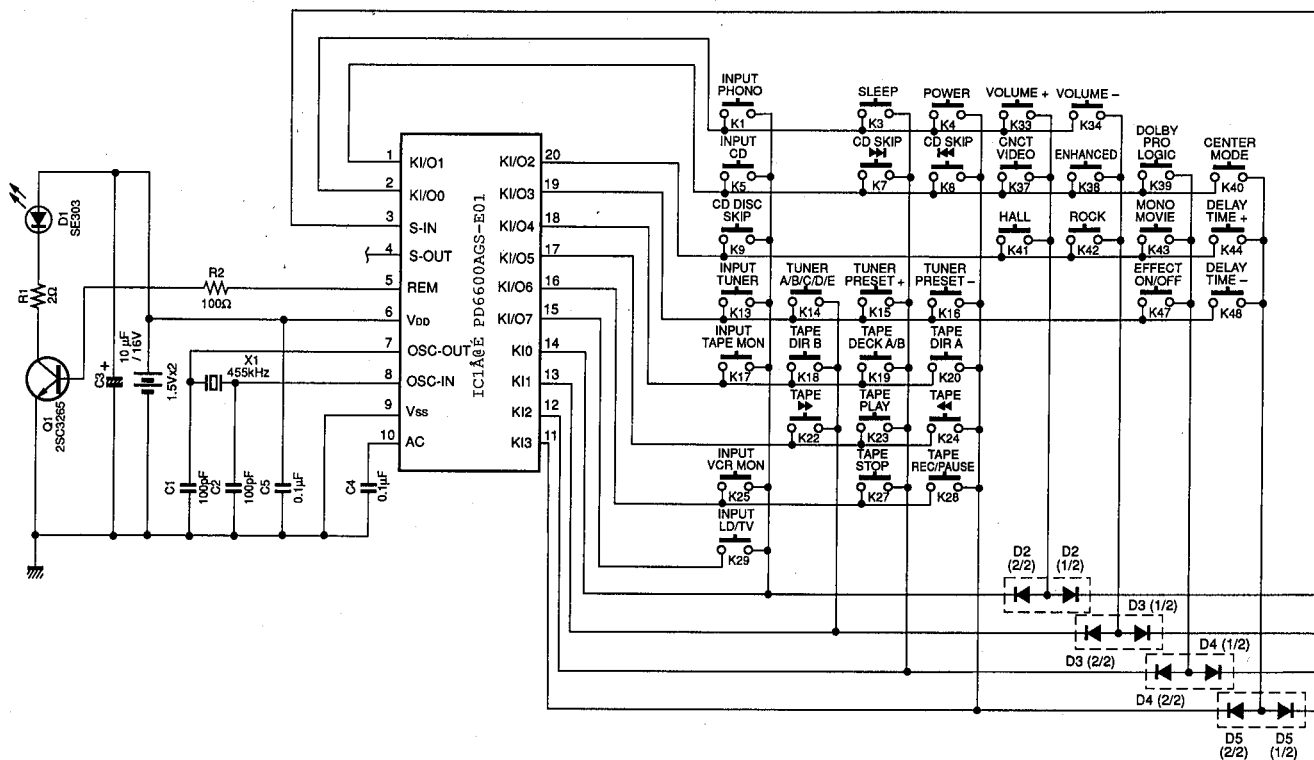 INPUT
PHONO
K1
SLEEP
K3
POWER
K4
VOLUME +
K33
VOLUME –
K34
INPUT
CD
K5
CD SKIP
K7
CD SKIP
K8
CNCT
VIDEO
K37
ENHANCED
K38
DOLBY
PRO
LOGIC
K39
CENTER
MODE
K40
CD DISC
SKIP
K9
HALL
K41
ROCK
K42
MONO
MOVIE
K43
DELAY
TIME +
K44
INPUT
TUNER
K13
TUNER
A/B/C/D/E
K14
TUNER
PRESET +
K15
TUNER
PRESET –
K16
EFFECT
ON/OFF
K47
DELAY
TIME –
K48
INPUT
TAPE MON
K17
TAPE
DIR B
K18
TAPE
DECK A/B
K19
TAPE
DIR A
K20
TAPE
K22
TAPE
PLAY
K23
TAPE
K24
INPUT
VCR MON
K25
TAPE
STOP
K27
TAPE
REC/PAUSE
K28
INPUT
LD/TV
K29
1 KI/O1
2 KI/O0
3 S-IN
4 S-OUT
5 REM
6 VDD
7 OSC-OUT
8 OSC-IN
9 Vss
10 AC
KI/O2 20
KI/O3 19
KI/O4 18
KI/O5 17
KI/O6 16
KI/O7 15
KI0 14
KI1 13
KI2 12
KI3 11
IC1Â@E PD6600AGS-E01
D1
SE303
R1
2Ω
R2
100Ω
Q1
2SC3265
C3 +
10 µF
/ 16V
1.5Vx2
X1
455kHz
C1
100pF
C2
100pF
C5
0.1µF
C4
0.1µF
D2
(2/2)
D2
(1/2)
D3 (1/2)
D3 (2/2)
D4 (1/2)
D4 (2/2)
D5
(2/2)
D5
(1/2)